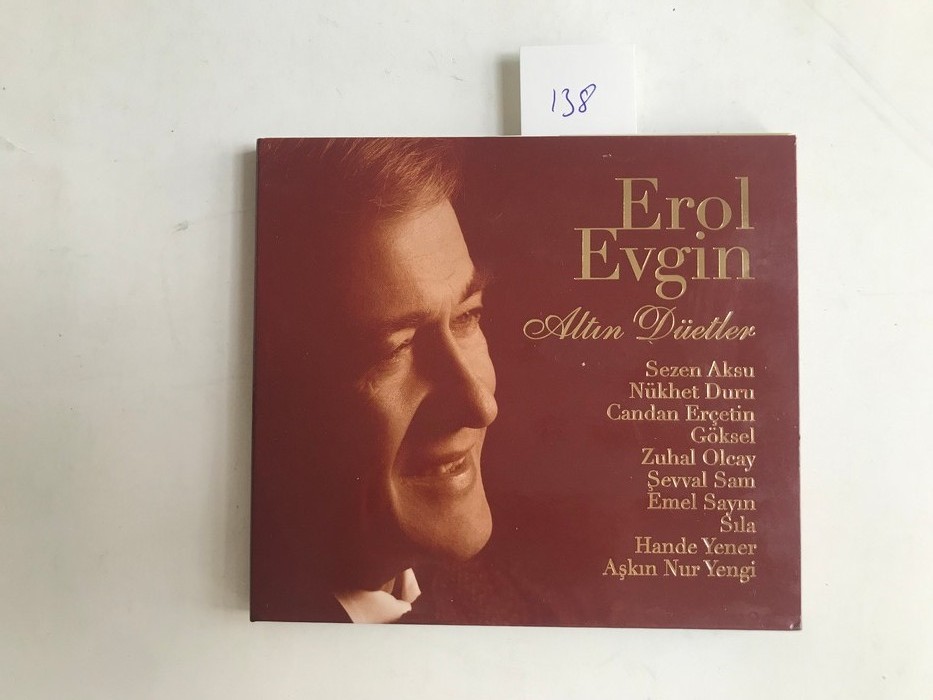 138
Erol
Evgin
Altın Düetler
Sezen Aksu
Nükhet Duru
Candan Erçetin
Göksel
Zuhal Olcay
Şevval Sam
Emel Sayın
Sıla
Hande Yener
Aşkın Nur Yengi